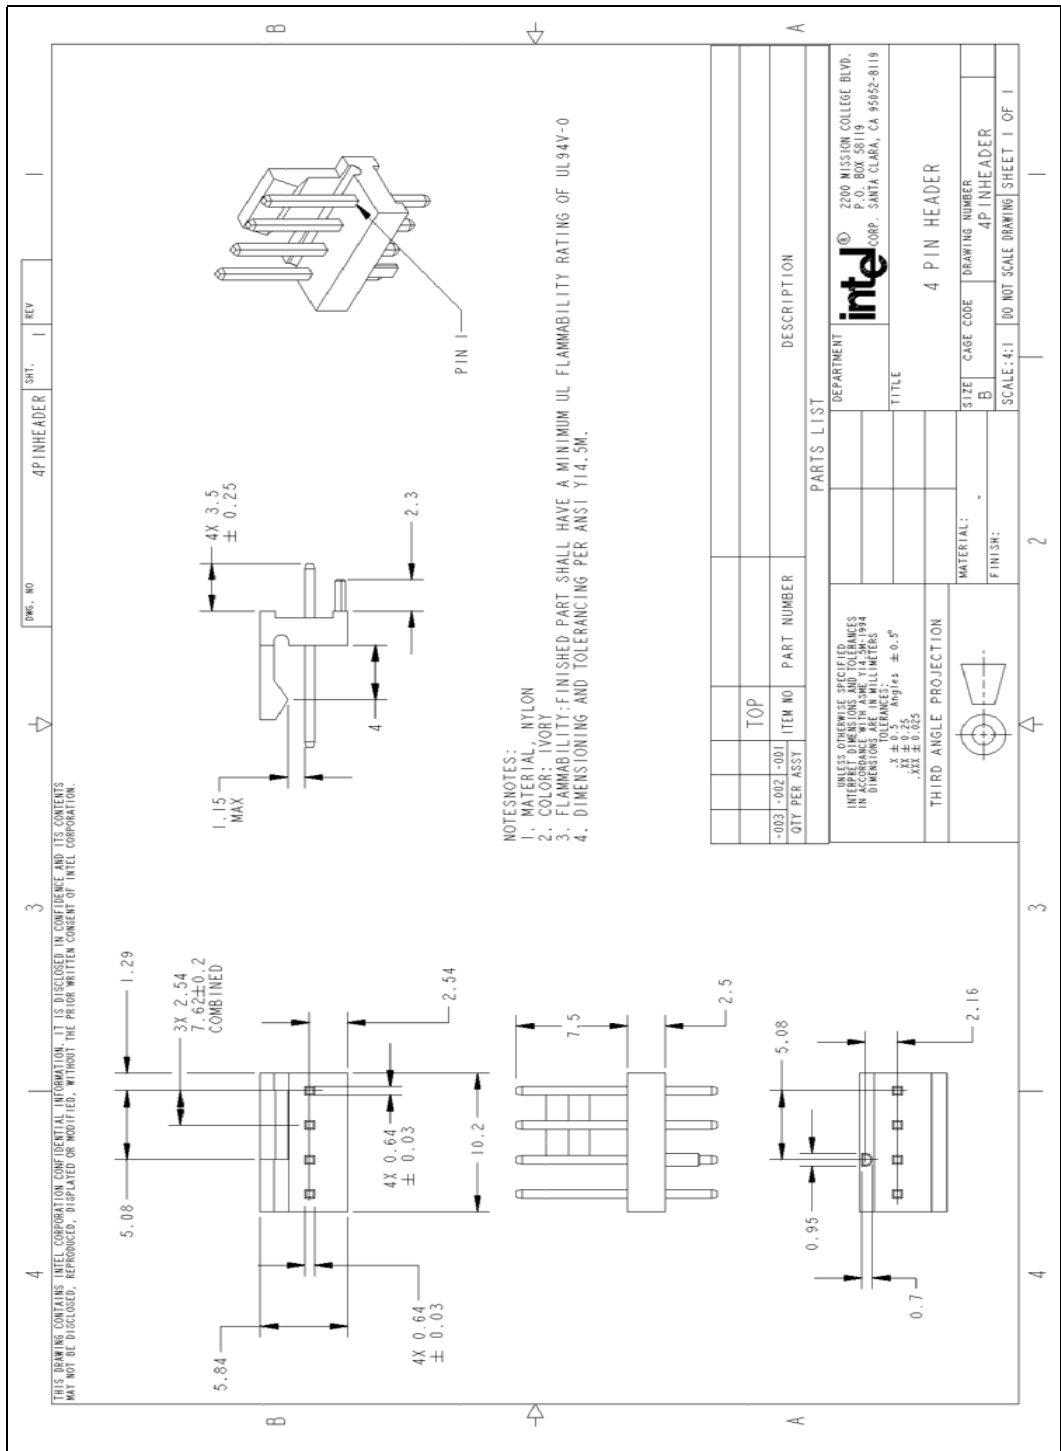 DWG. NO
4PINHEADER
SHT.
1
REV
4
3
1
THIS DRAWING CONTAINS INTEL CORPORATION CONFIDENTIAL INFORMATION. IT IS DISCLOSED IN CONFIDENCE AND ITS CONTENTS
MAY NOT BE DISCLOSED, REPRODUCED, DISPLAYED OR MODIFIED, WITHOUT THE PRIOR WRITTEN CONSENT OF INTEL CORPORATION.
B
B
5.08
1.29
3X 2.54
7.62±0.2
COMBINED
5.84
2.54
4X 0.64
± 0.03
4X 0.64
± 0.03
10.2
1.15
MAX
4
4X 3.5
± 0.25
2.3
PIN 1
7.5
2.5
NOTESNOTES:
1. MATERIAL, NYLON
2. COLOR: IVORY
3. FLAMMABILITY:FINISHED PART SHALL HAVE A MINIMUM UL FLAMMABILITY RATING OF UL94V-0
4. DIMENSIONING AND TOLERANCING PER ANSI Y14.5M.
5.08
0.95
0.7
2.16
A
A
TOP
-003 -002 -001
ITEM NO
PART NUMBER
DESCRIPTION
QTY PER ASSY
PARTS LIST
UNLESS OTHERWISE SPECIFIED
INTERPRET DIMENSIONS AND TOLERANCES
IN ACCORDANCE WITH ASME Y14.5M-1994
DIMENSIONS ARE IN MILLIMETERS
TOLERANCES:
.X ± 0.5 Angles ± 0.5°
.XX ± 0.25
.XXX ± 0.025
THIRD ANGLE PROJECTION
MATERIAL:
-
FINISH:
DEPARTMENT
intel®
CORP.
2200 MISSION COLLEGE BLVD.
P.O. BOX 58119
SANTA CLARA, CA 95052-8119
TITLE
4 PIN HEADER
SIZE
B
CAGE CODE
DRAWING NUMBER
4PINHEADER
SCALE:4:1
DO NOT SCALE DRAWING
SHEET 1 OF 1
4
3
2